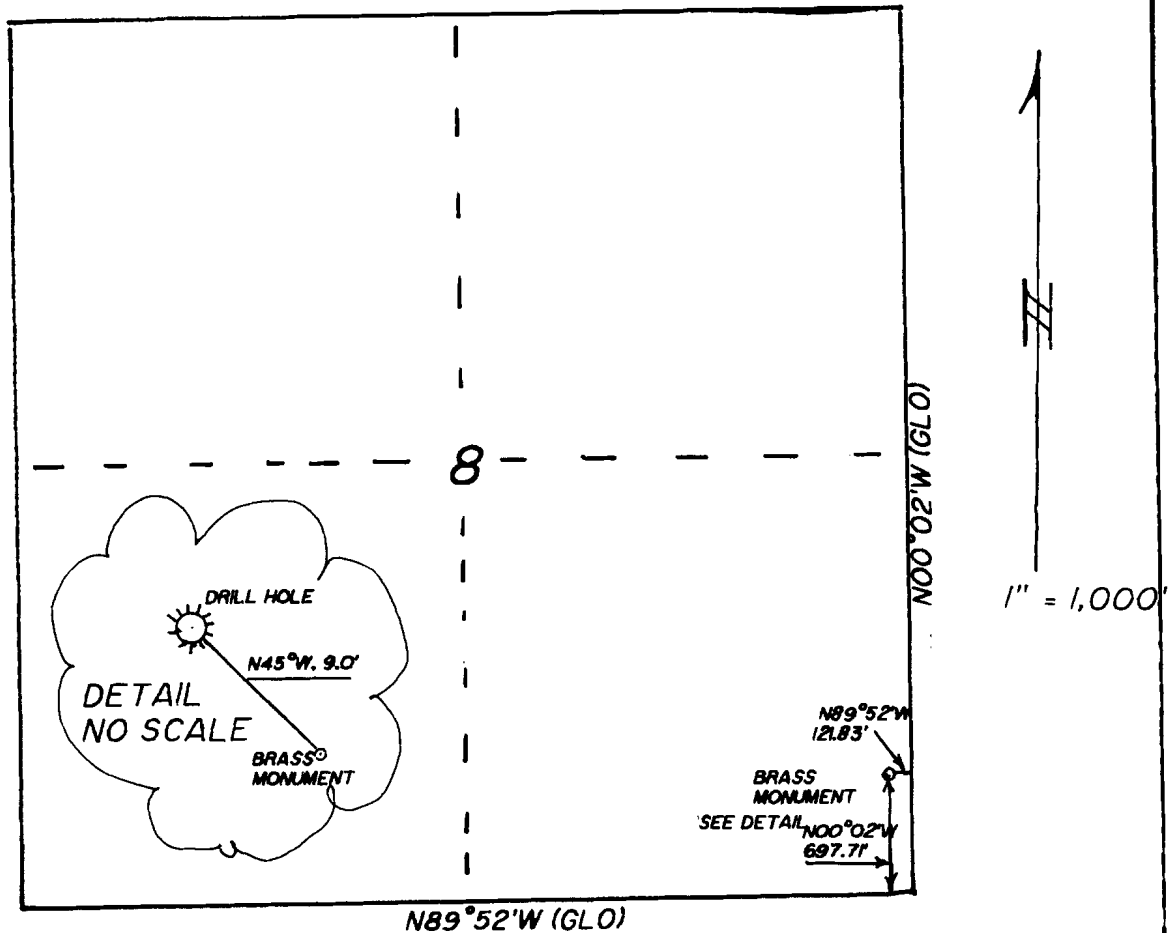 8
N00°02'W (GLO)
1" = 1,000'
DRILL HOLE
N45°W. 9.0'
DETAIL
NO SCALE
BRASS
MONUMENT
N89°52'W
121.83'
BRASS
MONUMENT
SEE DETAIL
N00°02'W
697.71'
N89°52'W (GLO)
N